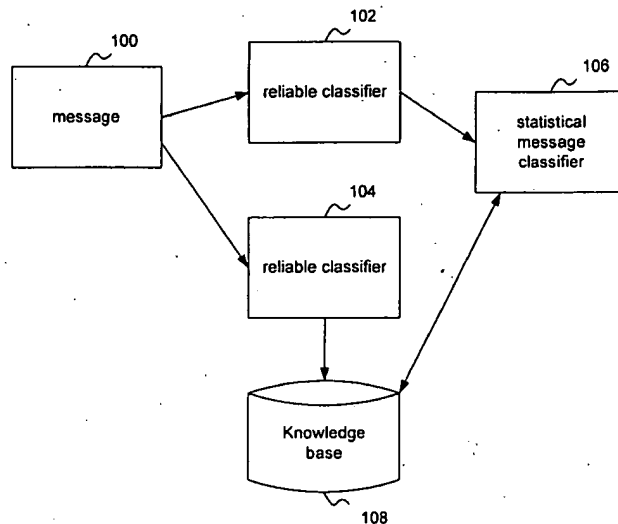 100
message
102
reliable classifier
106
statistical
message
classifier
104
reliable classifier
Knowledge
base
108